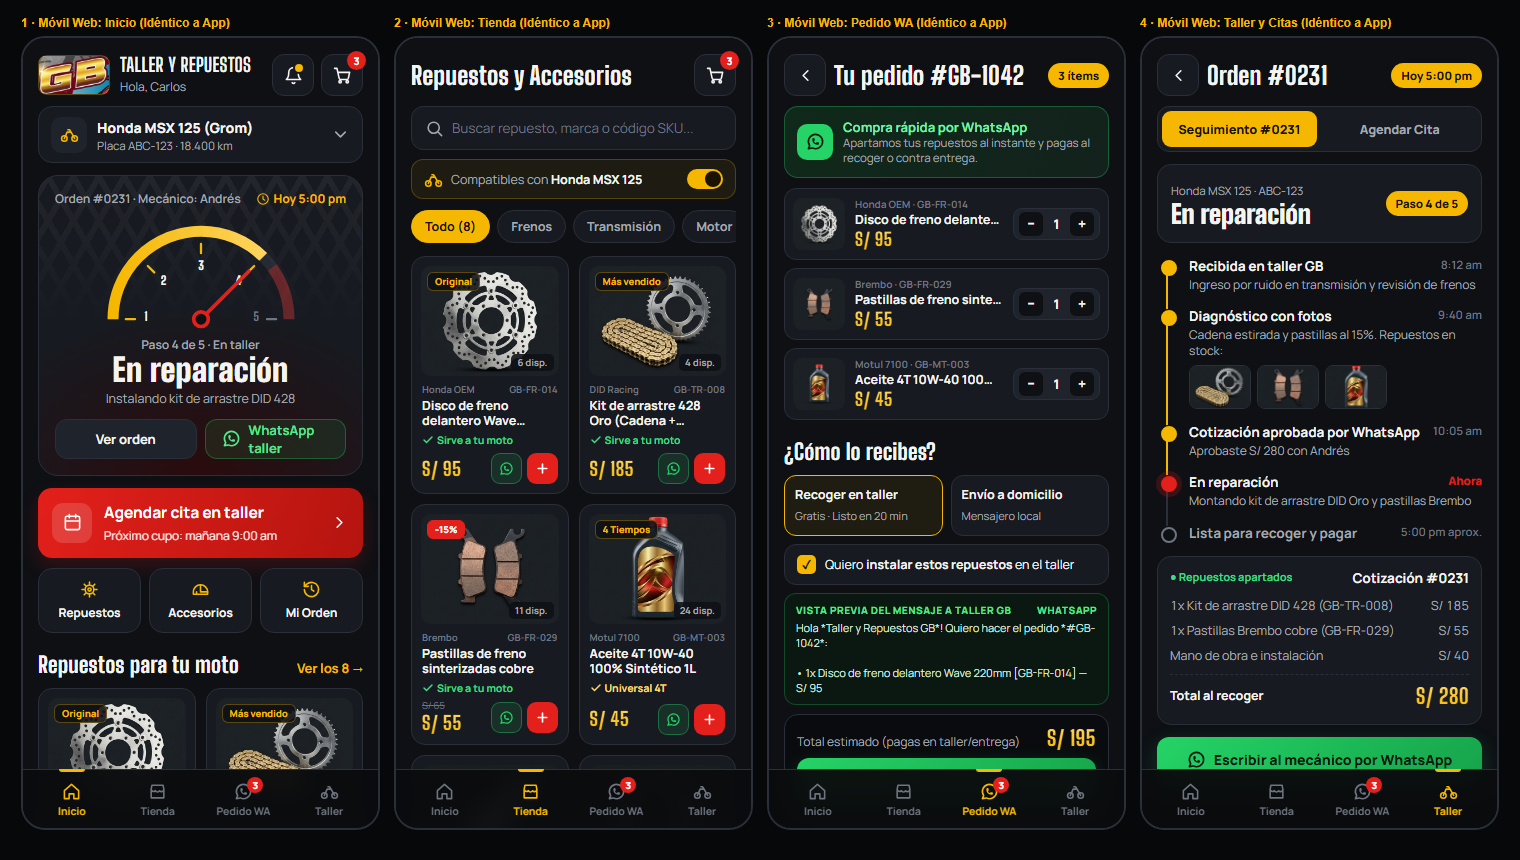 1 · Móvil Web: Inicio (Idéntico a App)
GB
TALLER Y REPUESTOS
Hola, Carlos
3
Honda MSX 125 (Grom)
Placa ABC-123 · 18.400 km
Orden #0231 · Mecánico: Andrés
Hoy 5:00 pm
1
2
3
4
5
Paso 4 de 5 · En taller
En reparación
Instalando kit de arrastre DID 428
Ver orden
WhatsApp
taller
Agendar cita en taller
Próximo cupo: mañana 9:00 am
Repuestos
Accesorios
Mi Orden
Repuestos para tu moto
Ver los 8 →
Original
Más vendido
Inicio
Tienda
3
Pedido WA
Taller
2 · Móvil Web: Tienda (Idéntico a App)
Repuestos y Accesorios
3
Buscar repuesto, marca o código SKU...
Compatibles con Honda MSX 125
Todo (8)
Frenos
Transmisión
Motor
Original
6 disp.
Honda OEM
GB-FR-014
Disco de freno
delantero Wave...
Sirve a tu moto
S/ 95
+
Más vendido
4 disp.
DID Racing
GB-TR-008
Kit de arrastre 428
Oro (Cadena +...
Sirve a tu moto
S/ 185
+
-15%
11 disp.
Brembo
GB-FR-029
Pastillas de freno
sinterizadas cobre
Sirve a tu moto
S/ 65
S/ 55
+
4 Tiempos
24 disp.
Motul 7100
GB-MT-003
Aceite 4T 10W-40
100% Sintético 1L
Universal 4T
S/ 45
+
Inicio
Tienda
3
Pedido WA
Taller
3 · Móvil Web: Pedido WA (Idéntico a App)
Tu pedido #GB-1042
3 ítems
Compra rápida por WhatsApp
Apartamos tus repuestos al instante y pagas al
recoger o contra entrega.
Honda OEM · GB-FR-014
Disco de freno delante...
S/ 95
- 1 +
Brembo · GB-FR-029
Pastillas de freno sinte...
S/ 55
- 1 +
Motul 7100 · GB-MT-003
Aceite 4T 10W-40 100...
S/ 45
- 1 +
¿Cómo lo recibes?
Recoger en taller
Gratis · Listo en 20 min
Envío a domicilio
Mensajero local
Quiero instalar estos repuestos en el taller
VISTA PREVIA DEL MENSAJE A TALLER GB
WHATSAPP
Hola *Taller y Repuestos GB*! Quiero hacer el pedido *#GB-
1042*:
• 1x Disco de freno delantero Wave 220mm [GB-FR-014] —
S/ 95
Total estimado (pagas en taller/entrega)
S/ 195
Inicio
Tienda
3
Pedido WA
Taller
4 · Móvil Web: Taller y Citas (Idéntico a App)
Orden #0231
Hoy 5:00 pm
Seguimiento #0231
Agendar Cita
Honda MSX 125 · ABC-123
En reparación
Paso 4 de 5
Recibida en taller GB
8:12 am
Ingreso por ruido en transmisión y revisión de frenos
Diagnóstico con fotos
9:40 am
Cadena estirada y pastillas al 15%. Repuestos en
stock:
Cotización aprobada por WhatsApp
10:05 am
Aprobaste S/ 280 con Andrés
En reparación
Ahora
Montando kit de arrastre DID Oro y pastillas Brembo
Lista para recoger y pagar
5:00 pm aprox.
• Repuestos apartados
Cotización #0231
1x Kit de arrastre DID 428 (GB-TR-008)
S/ 185
1x Pastillas Brembo cobre (GB-FR-029)
S/ 55
Mano de obra e instalación
S/ 40
Total al recoger
S/ 280
Escribir al mecánico por WhatsApp
Inicio
Tienda
3
Pedido WA
Taller